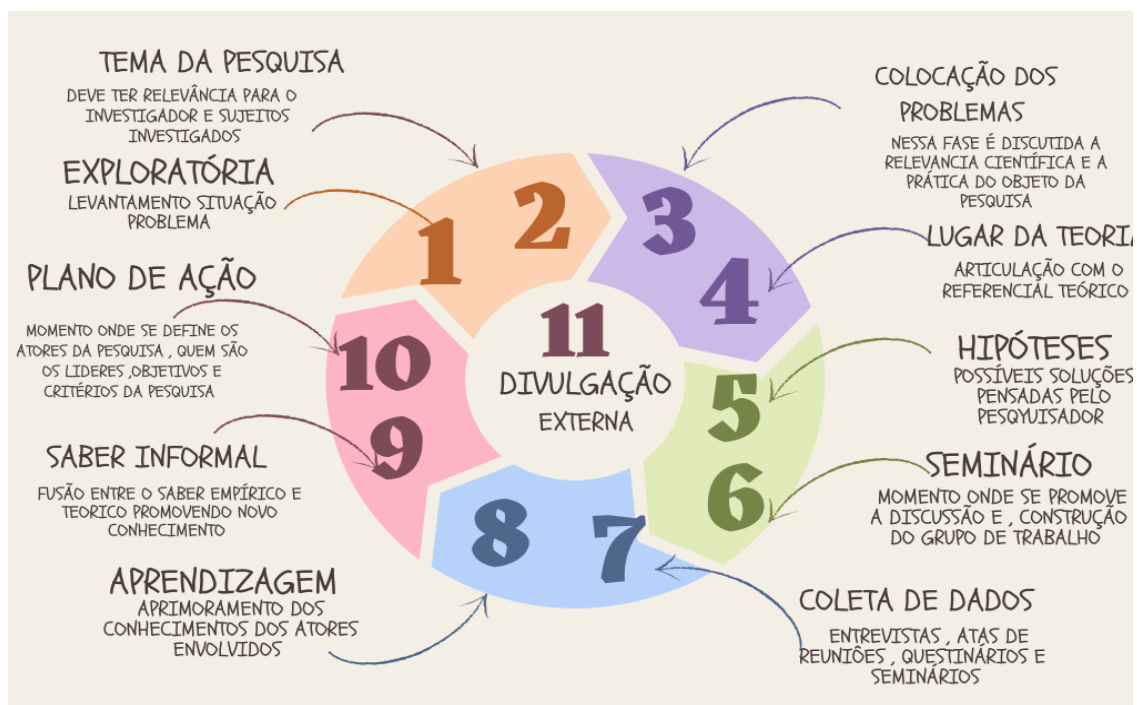 TEMA DA PESQUISA
DEVE TER RELEVÂNCIA PARA O
INVESTIGADOR E SUJEITOS
INVESTIGADOS
EXPLORATÓRIA
LEVANTAMENTO SITUAÇÃO
PROBLEMA
PLANO DE AÇÃO
MOMENTO ONDE SE DEFINE OS
ATORES DA PESQUISA , QUEM SÃO
OS LIDERES ,OBJETIVOS E
CRITÉRIOS DA PESQUISA
SABER INFORMAL
FUSÃO ENTRE O SABER EMPÍRICO E
TEORICO PROMOVENDO NOVO
CONHECIMENTO
APRENDIZAGEM
APRIMORAMENTO DOS
CONHECIMENTOS DOS ATORES
ENVOLVIDOS
1
2
3
4
5
6
7
8
9
10
11
DIVULGAÇÃO
EXTERNA
COLOCAÇÃO DOS
PROBLEMAS
NESSA FASE É DISCUTIDA A
RELEVANCIA CIENTÍFICA E A
PRÁTICA DO OBJETO DA
PESQUISA
LUGAR DA TEORIA
ARTICULAÇÃO COM O
REFERENCIAL TEÓRICO
HIPÓTESES
POSSÍVEIS SOLUÇÕES
PENSADAS PELO
PESQYUISADOR
SEMINÁRIO
MOMENTO ONDE SE PROMOVE
A DISCUSSÃO E , CONSTRUÇÃO
DO GRUPO DE TRABALHO
COLETA DE DADOS
ENTREVISTAS , ATAS DE
REUNIÕES , QUESTINÁRIOS E
SEMINÁRIOS